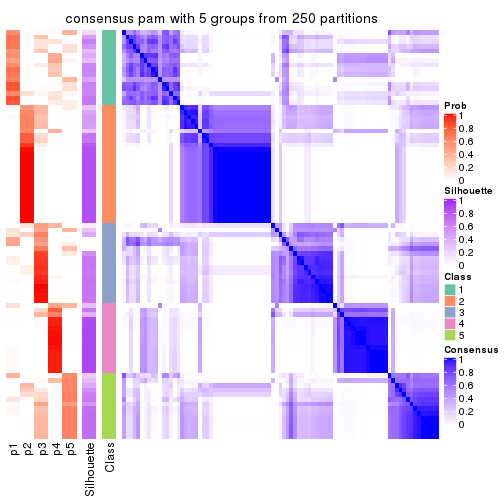 consensus pam with 5 groups from 250 partitions
Prob
1
0.8
0.6
0.4
0.2
0
Silhouette
1
0.8
0.6
0.4
0.2
0
Class
1
2
3
4
5
Consensus
1
0.8
0.6
0.4
0.2
0
p1
p2
p3
p4
p5
Silhouette
Class